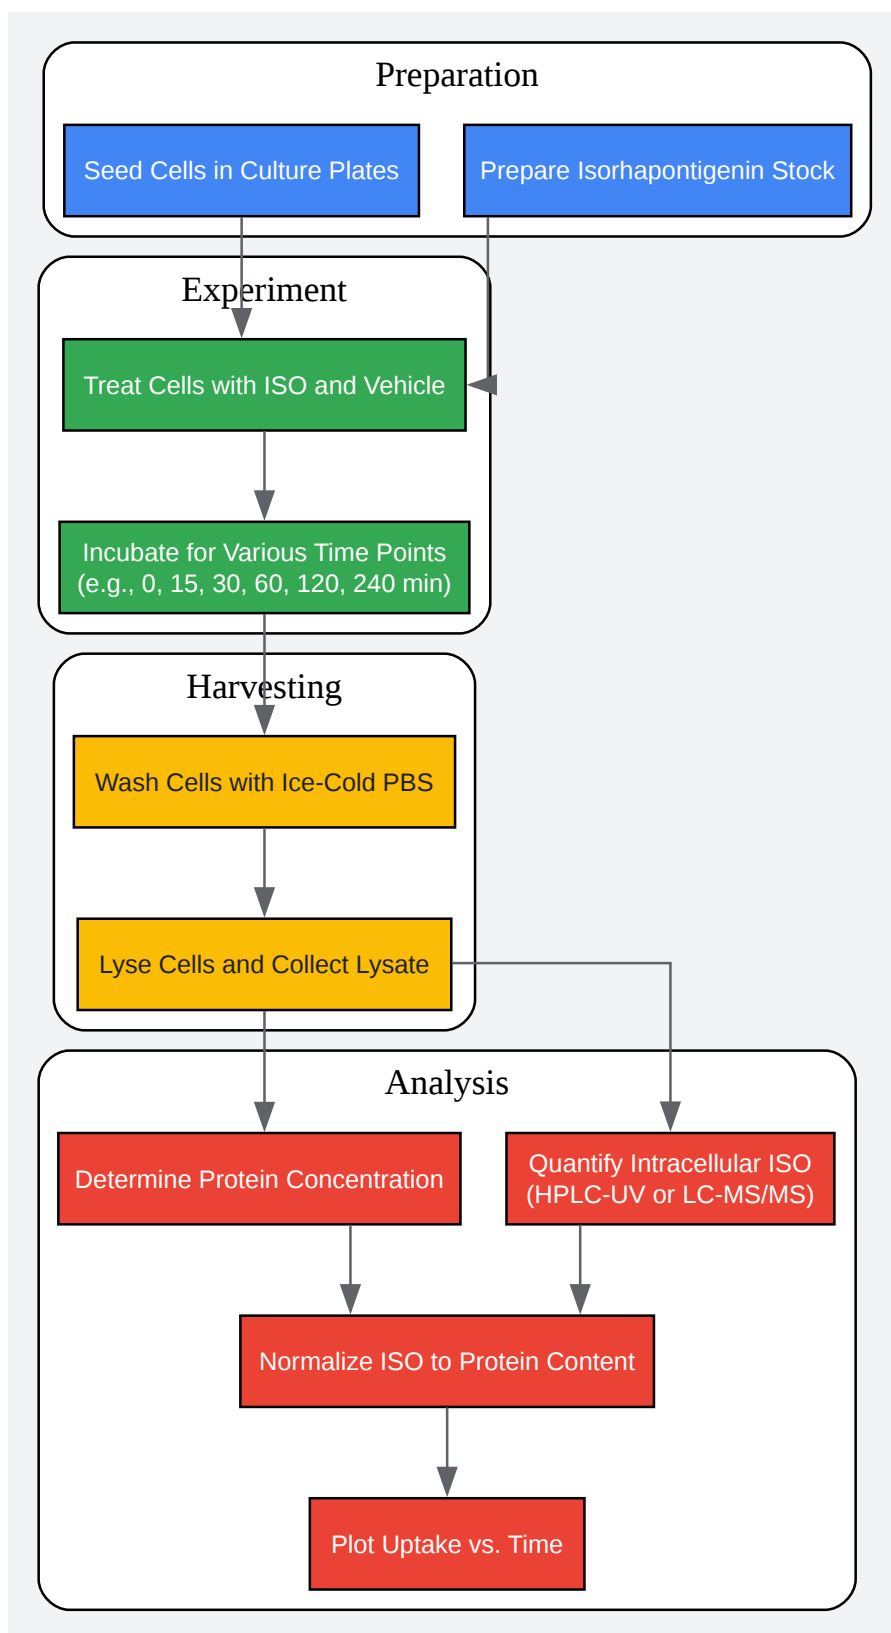 Preparation
Seed Cells in Culture Plates
Prepare Isorhapontigenin Stock
Experiment
Treat Cells with ISO and Vehicle
Incubate for Various Time Points
(e.g., 0, 15, 30, 60, 120, 240 min)
Harvesting
Wash Cells with Ice-Cold PBS
Lyse Cells and Collect Lysate
Analysis
Determine Protein Concentration
Quantify Intracellular ISO
(HPLC-UV or LC-MS/MS)
Normalize ISO to Protein Content
Plot Uptake vs. Time